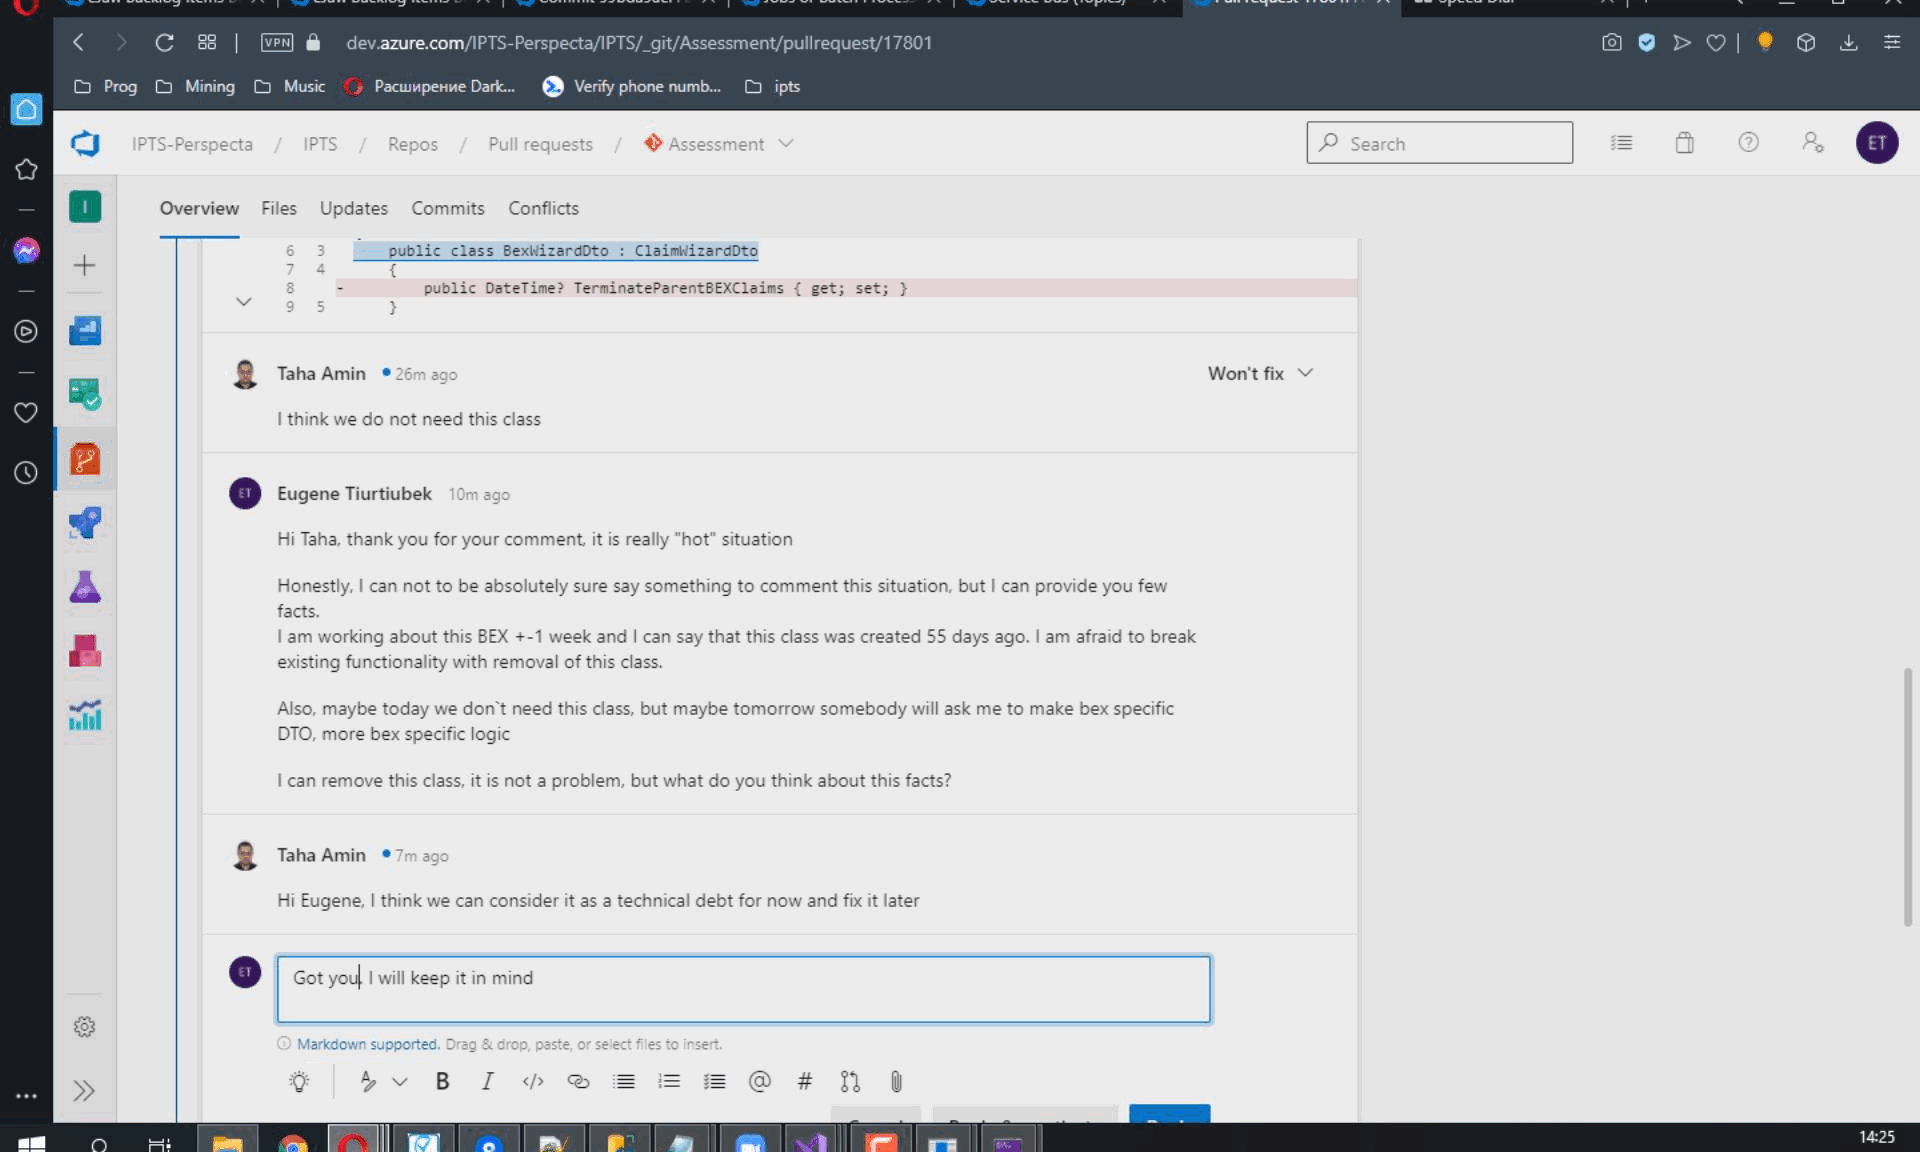 Service Bus (Topics)
Speed Dial
VPN
dev.azure.com/IPTS-Perspecta/IPTS/_git/Assessment/pullrequest/17801
Prog
Mining
Music
Расширение Dark...
Verify phone numb...
ipts
IPTS-Perspecta / IPTS / Repos / Pull requests / Assessment
Search
ET
I
Overview Files Updates Commits Conflicts
6 3 public class BexWizardDto : ClaimWizardDto
7 4 {
8 - public DateTime? TerminateParentBEXClaims { get; set; }
9 5 }
Taha Amin 26m ago
Won't fix
I think we do not need this class
ET Eugene Tiurtiubek 10m ago
Hi Taha, thank you for your comment, it is really "hot" situation
Honestly, I can not to be absolutely sure say something to comment this situation, but I can provide you few
facts.
I am working about this BEX +-1 week and I can say that this class was created 55 days ago. I am afraid to break
existing functionality with removal of this class.
Also, maybe today we don`t need this class, but maybe tomorrow somebody will ask me to make bex specific
DTO, more bex specific logic
I can remove this class, it is not a problem, but what do you think about this facts?
Taha Amin 7m ago
Hi Eugene, I think we can consider it as a technical debt for now and fix it later
ET
Got you. I will keep it in mind
Markdown supported. Drag & drop, paste, or select files to insert.
B I </> @ #
14:25